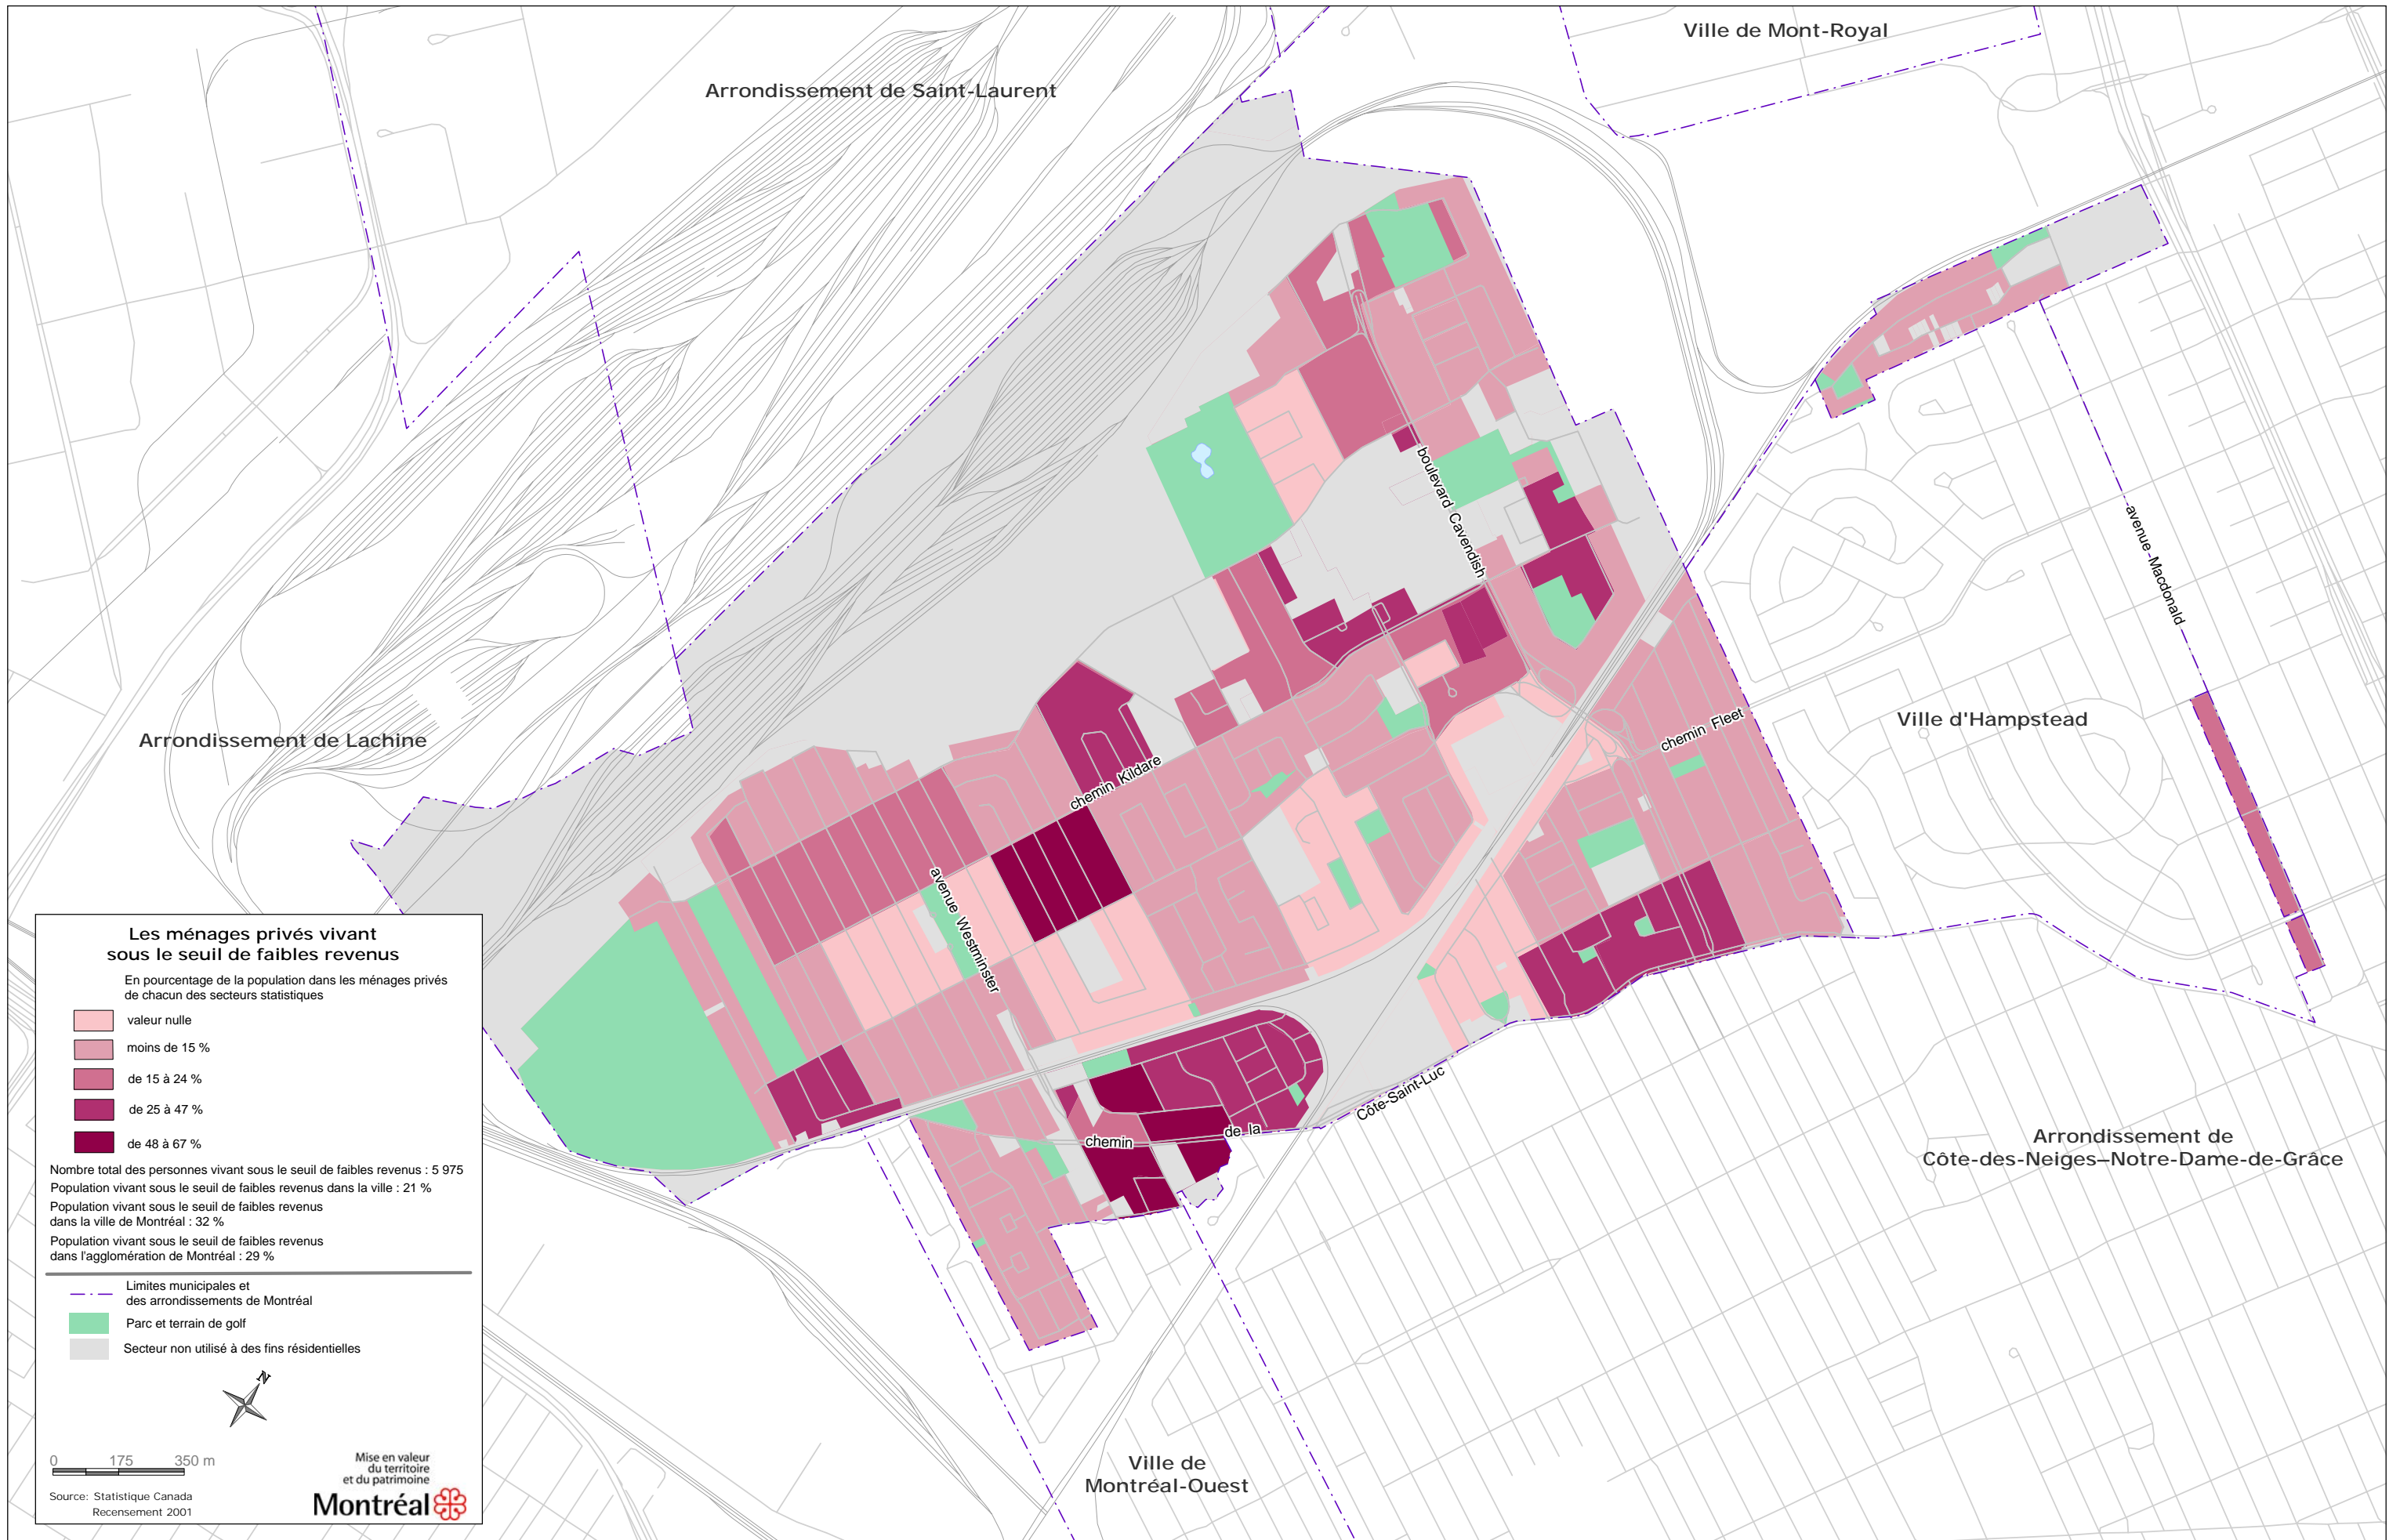 Ville de Mont-Royal
Arrondissement de Saint-Laurent
boulevard Cavendish
avenue Macdonald
Arrondissement de Lachine
Ville d'Hampstead
chemin Fleet
chemin Kildare
avenue Westminster
Côte-Saint-Luc
chemin
de la
Arrondissement de
Côte-des-Neiges–Notre-Dame-de-Grâce
Ville de
Montréal-Ouest
Les ménages privés vivant
sous le seuil de faibles revenus
En pourcentage de la population dans les ménages privés
de chacun des secteurs statistiques
valeur nulle
moins de 15 %
de 15 à 24 %
de 25 à 47 %
de 48 à 67 %
Nombre total des personnes vivant sous le seuil de faibles revenus : 5 975
Population vivant sous le seuil de faibles revenus dans la ville : 21 %
Population vivant sous le seuil de faibles revenus
dans la ville de Montréal : 32 %
Population vivant sous le seuil de faibles revenus
dans l'agglomération de Montréal : 29 %
Limites municipales et
des arrondissements de Montréal
Parc et terrain de golf
Secteur non utilisé à des fins résidentielles
N
0 175 350 m
Source: Statistique Canada
Recensement 2001
Mise en valeur
du territoire
et du patrimoine
Montréal